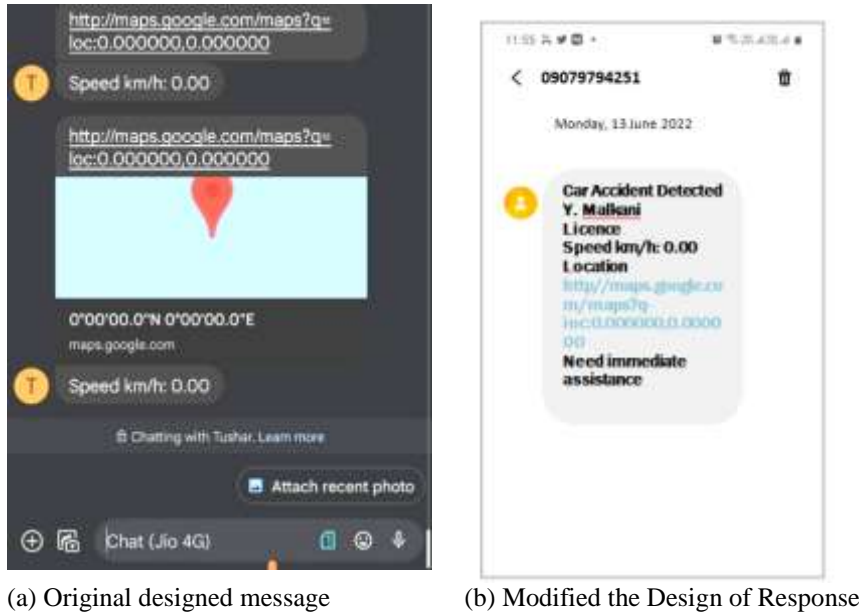 http://maps.google.com/maps?q=
loc:0.000000,0.000000
T
Speed km/h: 0.00
http://maps.google.com/maps?q=
loc:0.000000,0.000000
0°00'00.0"N 0°00'00.0"E
maps.google.com
T
Speed km/h: 0.00
Chatting with Tushar. Learn more
Attach recent photo
Chat (Jio 4G)
(a) Original designed message
11:55
09079794251
Monday, 13 June 2022
Car Accident Detected
Y. Malkani
Licence
Speed km/h: 0.00
Location
http//maps.google.co
m/maps?q-
loc:0.000000,0.0000
00
Need immediate
assistance
(b) Modified the Design of Response